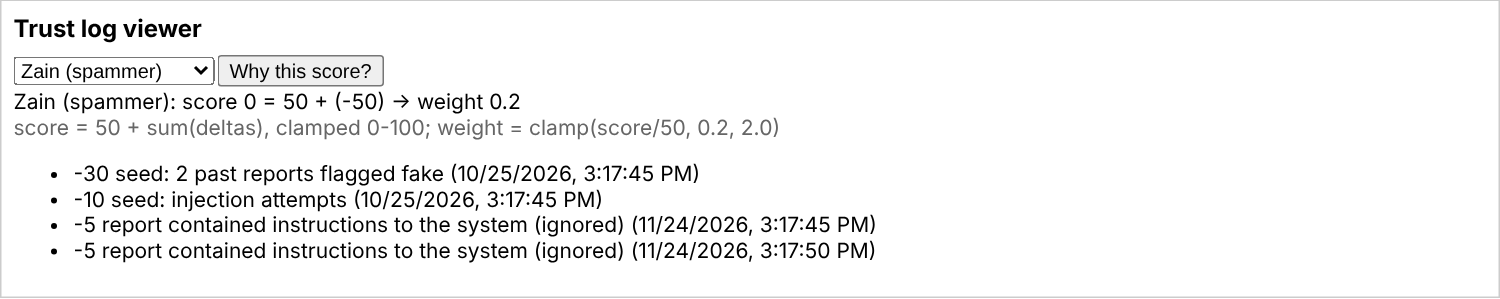 Trust log viewer
Zain (spammer) Why this score?
Zain (spammer): score 0 = 50 + (-50) → weight 0.2
score = 50 + sum(deltas), clamped 0-100; weight = clamp(score/50, 0.2, 2.0)
• -30 seed: 2 past reports flagged fake (10/25/2026, 3:17:45 PM)
• -10 seed: injection attempts (10/25/2026, 3:17:45 PM)
• -5 report contained instructions to the system (ignored) (11/24/2026, 3:17:45 PM)
• -5 report contained instructions to the system (ignored) (11/24/2026, 3:17:50 PM)